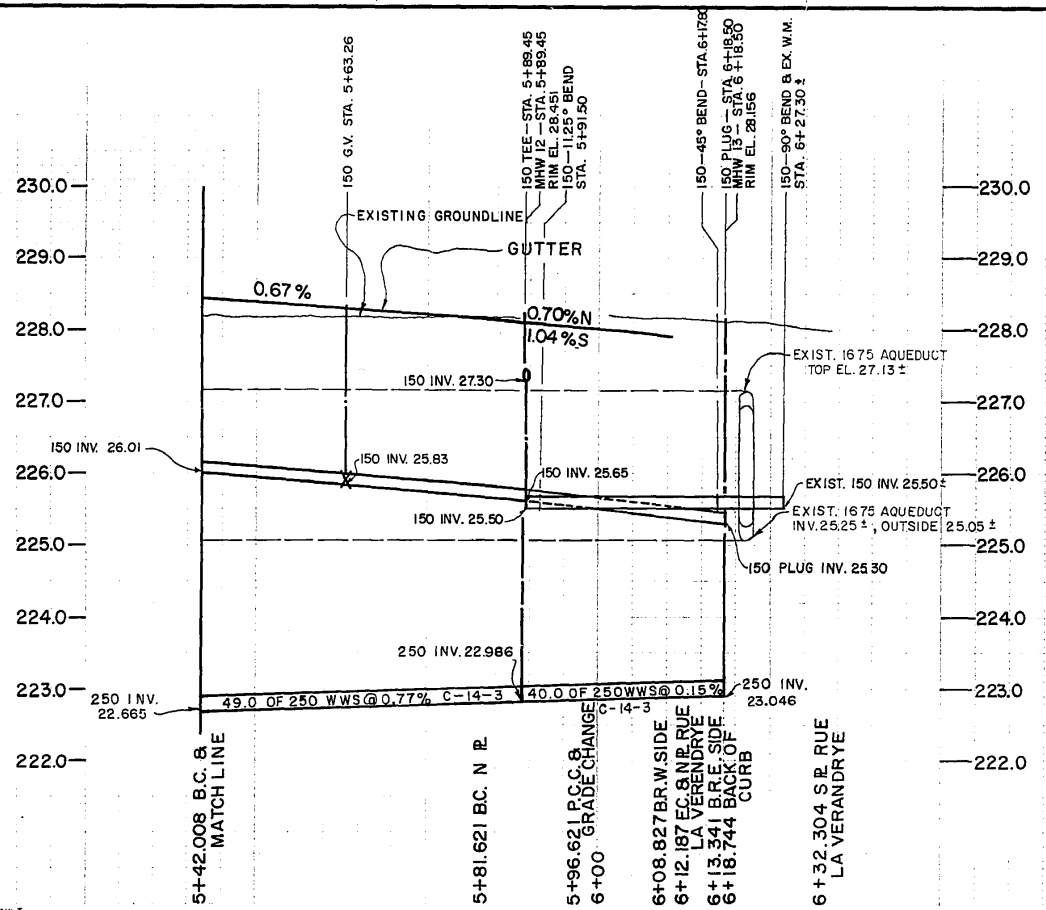 150 G.V. STA. 5+63.26
150 TEE—STA. 5+89.45
MHW 12—STA. 5+89.45
RIM EL. 28.451
150—11.25° BEND
STA. 5+91.50
150—45° BEND—STA. 6+17.80
150 PLUG—STA. 6+18.50
MHW 13—STA. 6+18.50
RIM EL. 28.156
150—90° BEND & EX. W.M.
STA. 6+27.30±
230.0
230.0
EXISTING GROUNDLINE
GUTTER
229.0
229.0
0.67%
0.70%N
228.0
228.0
1.04%S
EXIST. 1675 AQUEDUCT
TOP EL. 27.13±
150 INV. 27.30
227.0
227.0
150 INV. 26.01
150 INV. 25.83
226.0
226.0
150 INV. 25.65
EXIST. 150 INV. 25.50±
150 INV. 25.50
EXIST. 1675 AQUEDUCT
INV. 25.25±, OUTSIDE 25.05±
225.0
225.0
150 PLUG INV. 25.30
224.0
224.0
250 INV. 22.986
223.0
223.0
250 INV.
22.665
49.0 OF 250 WWS @ 0.77% C-14-3
40.0 OF 250 WWS @ 0.15%
C-14-3
250 INV.
23.046
222.0
222.0
5+42.008 B.C. &
MATCH LINE
5+81.621 B.C. N PL
5+96.621 P.C.C. &
6+00 GRADE CHANGE
6+08.827 B.R.W. SIDE
6+12.187 E.C. & N PL RUE
LA VERENDRYE
6+13.341 B.R.E. SIDE
6+18.744 BACK OF
CURB
6+32.304 S PL RUE
LA VERANDRYE